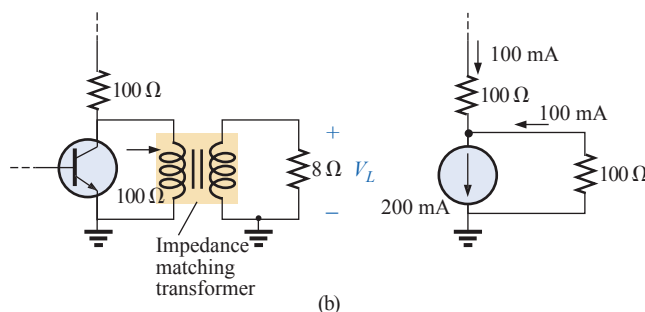 100 Ω
100 Ω
+
8 Ω V_L
−
Impedance
matching
transformer
100 mA
100 Ω
100 mA
100 Ω
200 mA
(b)